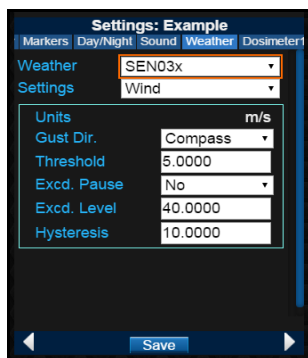 Settings: Example
Markers Day/Night Sound Weather Dosimeter1
Weather SEN03x
Settings Wind
Units m/s
Gust Dir. Compass
Threshold 5.0000
Excd. Pause No
Excd. Level 40.0000
Hysteresis 10.0000
Save